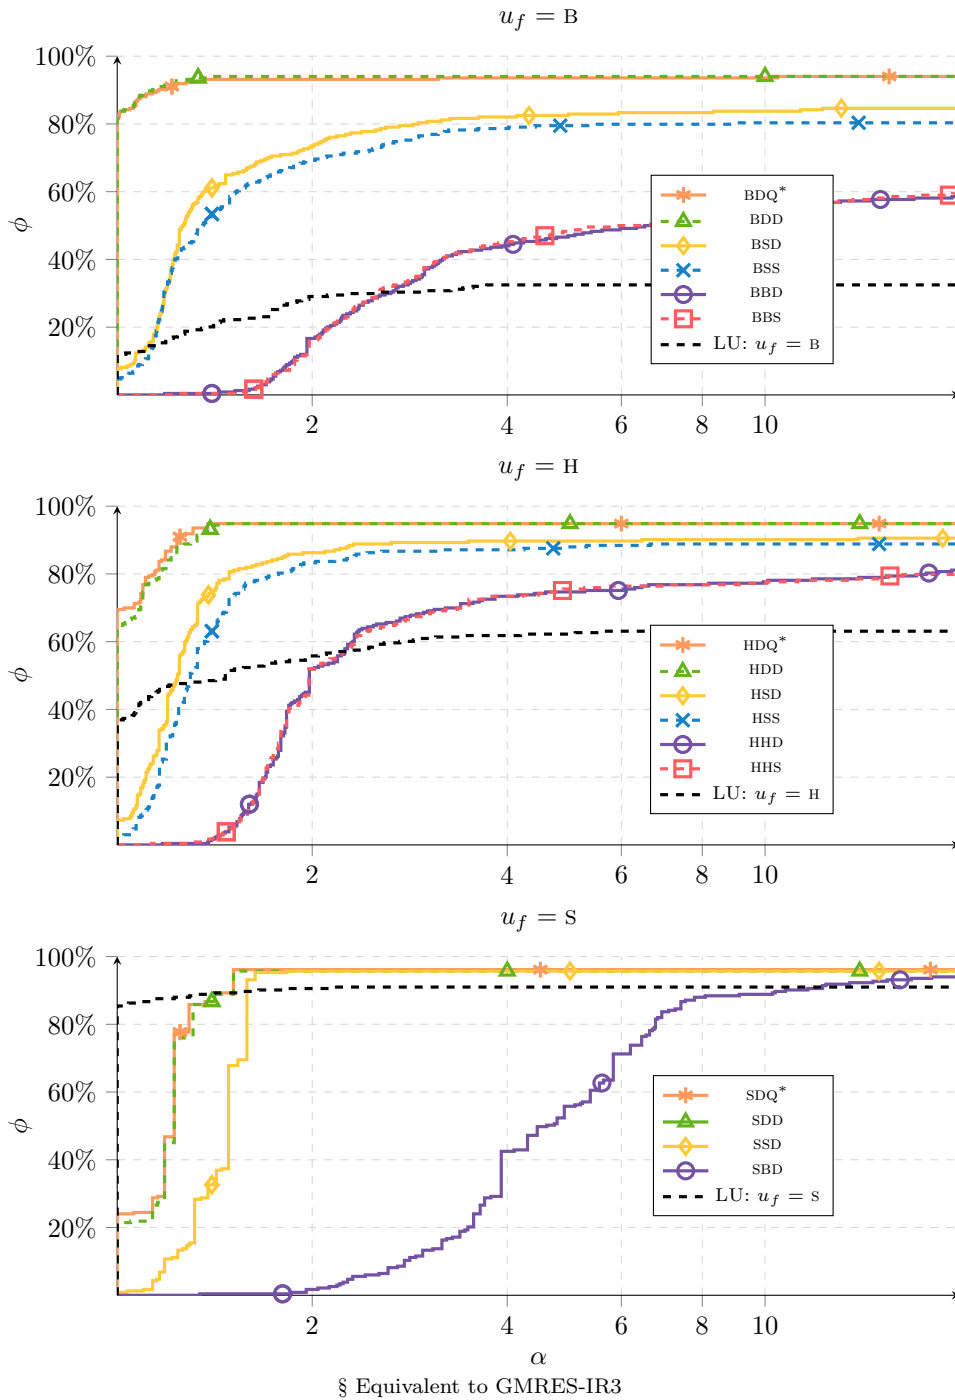 u_f = B
100%
80%
60%
40%
20%
ϕ
BDQ*
BDD
BSD
BSS
BBD
BBS
LU: u_f = B
2 4 6 8 10
u_f = H
100%
80%
60%
40%
20%
ϕ
HDQ*
HDD
HSD
HSS
HHD
HHS
LU: u_f = H
2 4 6 8 10
u_f = S
100%
80%
60%
40%
20%
ϕ
SDQ*
SDD
SSD
SBD
LU: u_f = S
2 4 6 8 10
α
§ Equivalent to GMRES-IR3